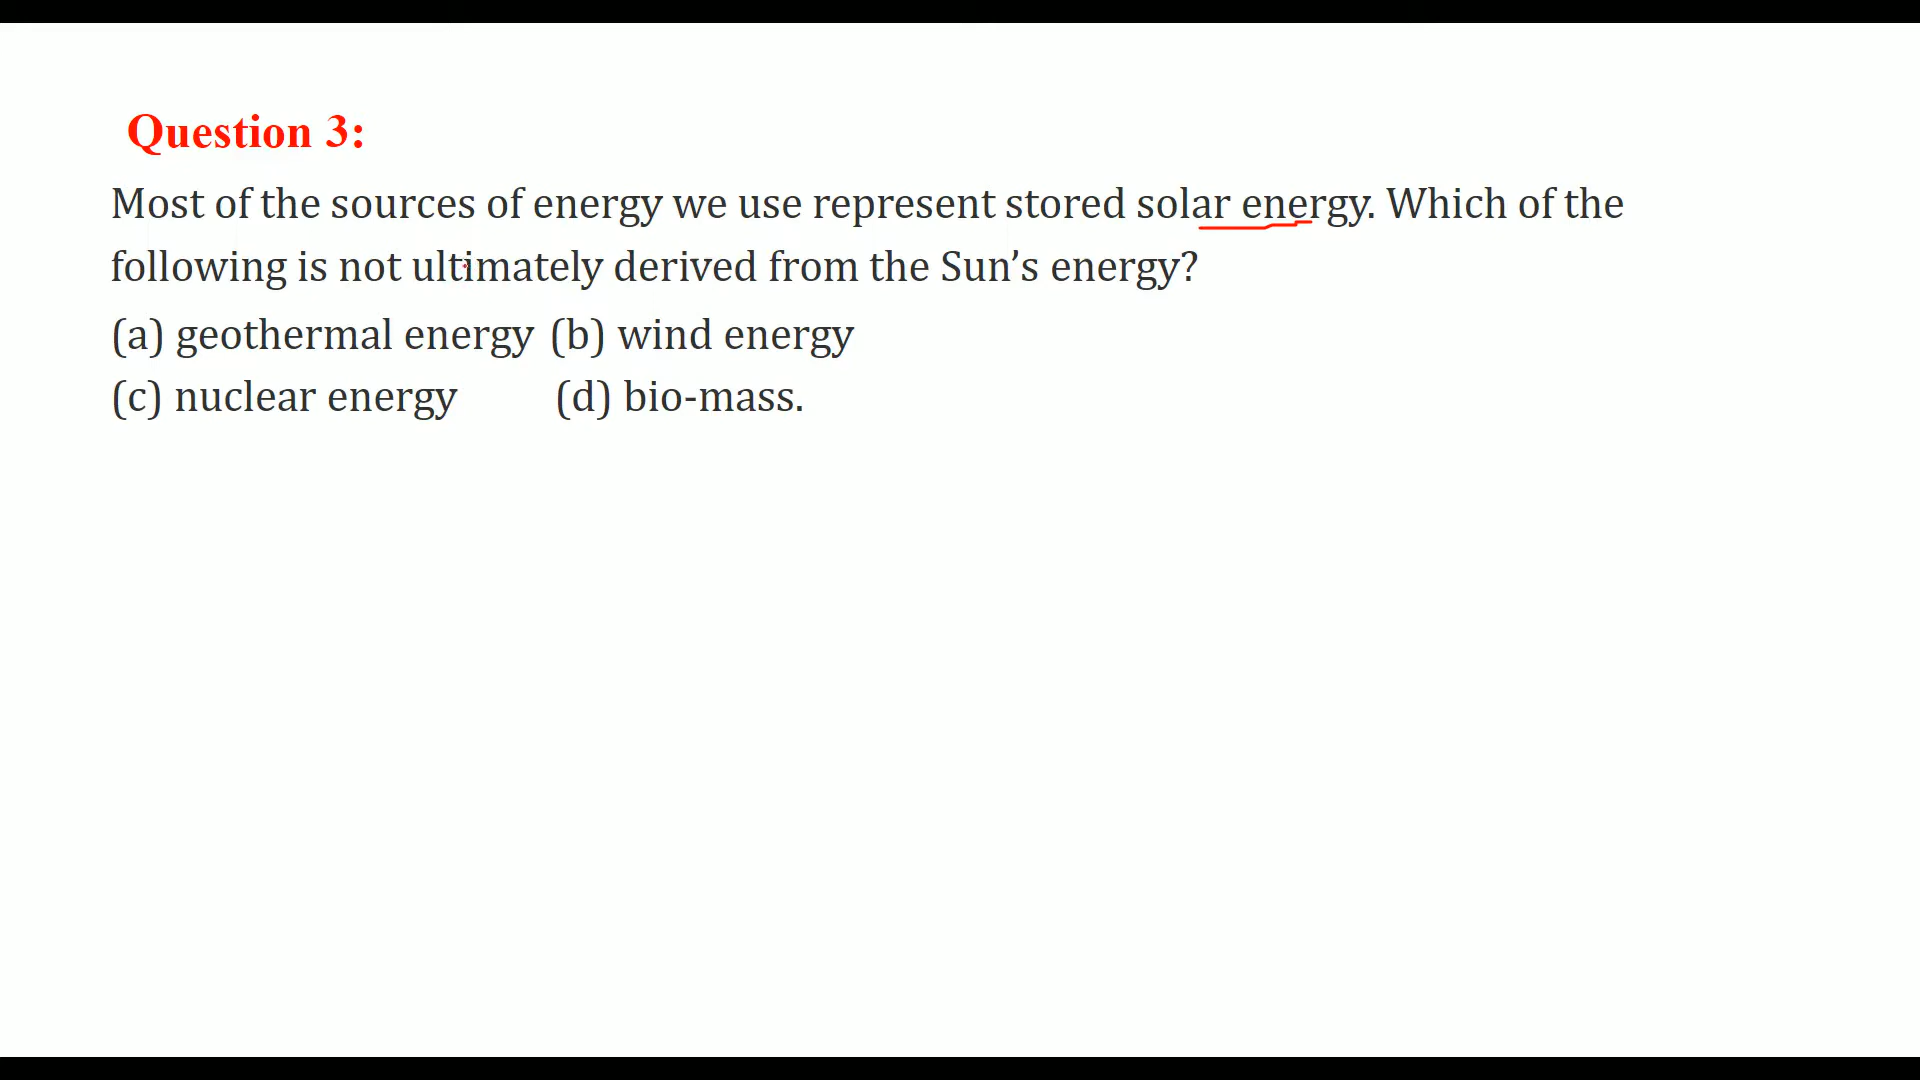 Question 3:
Most of the sources of energy we use represent stored solar energy. Which of the
following is not ultimately derived from the Sun’s energy?
(a) geothermal energy (b) wind energy
(c) nuclear energy (d) bio-mass.